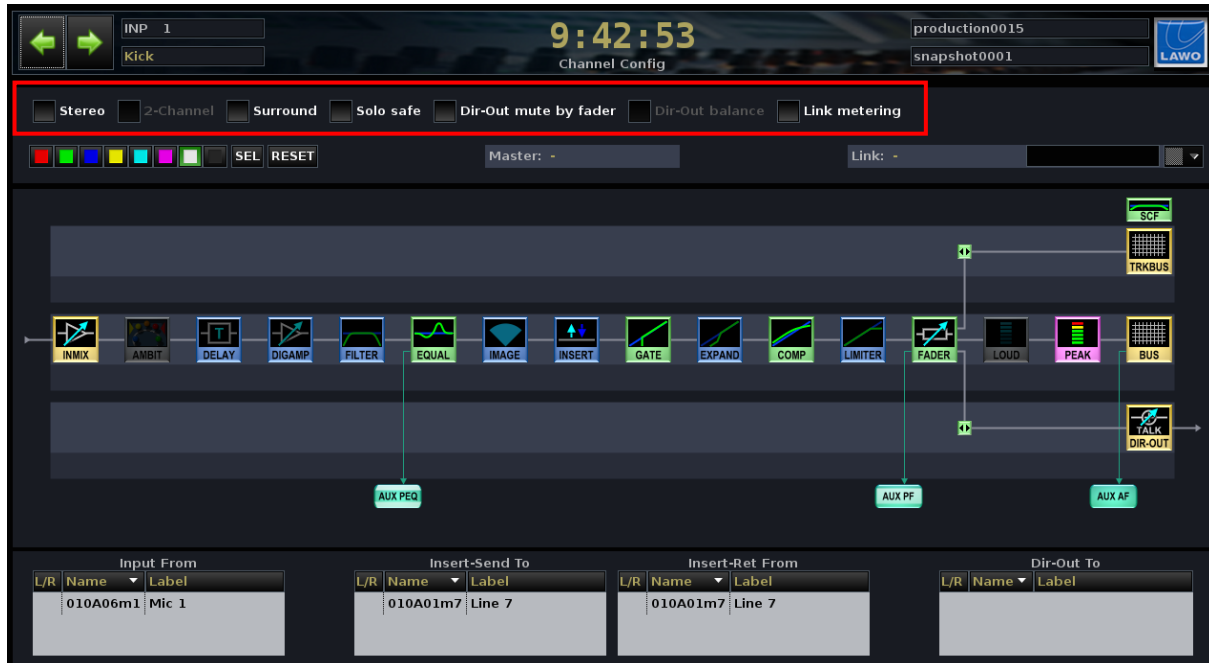 INP 1
9:42:53
production0015
Kick
Channel Config
snapshot0001
LAWO
Stereo 2-Channel Surround Solo safe Dir-Out mute by fader Dir-Out balance Link metering
SEL RESET Master: - Link: -
SCF
TRKBUS
INMIX AMBIT T DELAY DIGAMP FILTER EQUAL IMAGE INSERT GATE EXPAND COMP LIMITER FADER LOUD PEAK BUS
TALK
DIR-OUT
AUX PEQ AUX PF AUX AF
Input From Insert-Send To Insert-Ret From Dir-Out To
L/R Name Label L/R Name Label L/R Name Label L/R Name Label
010A06m1 Mic 1 010A01m7 Line 7 010A01m7 Line 7